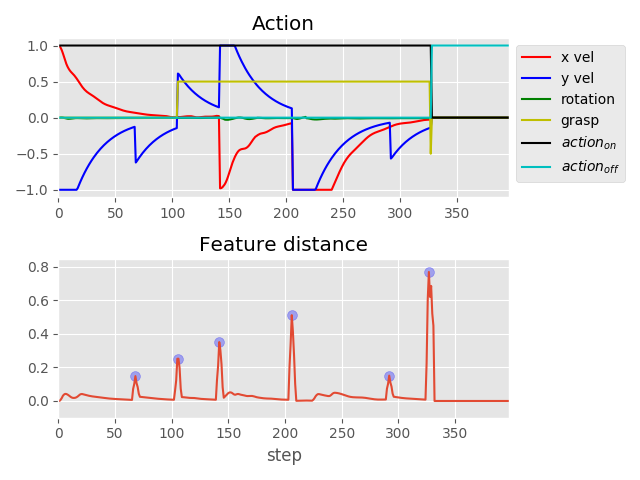 Action
1.0
0.5
0.0
−0.5
−1.0
0 50 100 150 200 250 300 350
x vel
y vel
rotation
grasp
action_on
action_off
Feature distance
0.8
0.6
0.4
0.2
0.0
0 50 100 150 200 250 300 350
step